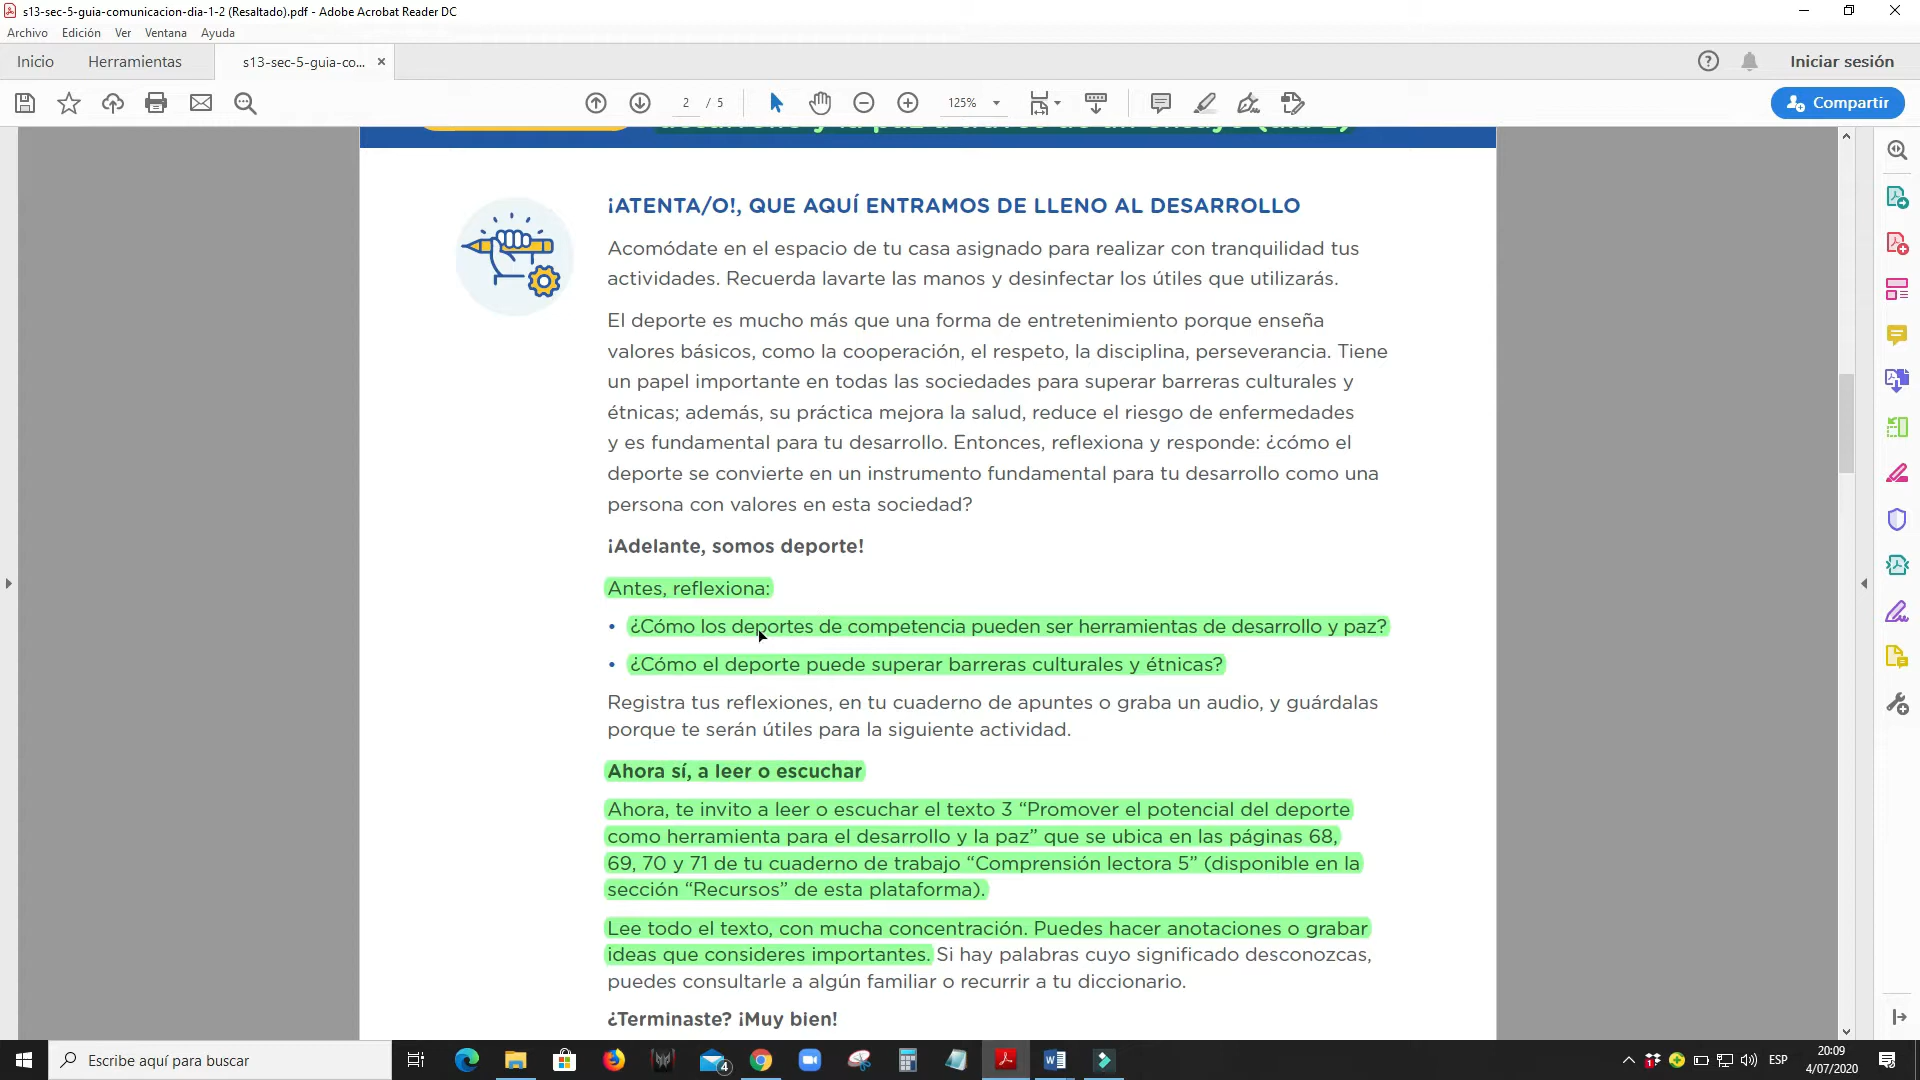 s13-sec-5-guia-comunicacion-dia-1-2 (Resaltado).pdf - Adobe Acrobat Reader DC
Archivo Edición Ver Ventana Ayuda
Inicio Herramientas s13-sec-5-guia-co... Iniciar sesión
2 / 5 125% Compartir
desarrollo y la paz a través de un ensayo (día 2)
¡ATENTA/O!, QUE AQUÍ ENTRAMOS DE LLENO AL DESARROLLO
Acomódate en el espacio de tu casa asignado para realizar con tranquilidad tus
actividades. Recuerda lavarte las manos y desinfectar los útiles que utilizarás.
El deporte es mucho más que una forma de entretenimiento porque enseña
valores básicos, como la cooperación, el respeto, la disciplina, perseverancia. Tiene
un papel importante en todas las sociedades para superar barreras culturales y
étnicas; además, su práctica mejora la salud, reduce el riesgo de enfermedades
y es fundamental para tu desarrollo. Entonces, reflexiona y responde: ¿cómo el
deporte se convierte en un instrumento fundamental para tu desarrollo como una
persona con valores en esta sociedad?
¡Adelante, somos deporte!
Antes, reflexiona:
• ¿Cómo los deportes de competencia pueden ser herramientas de desarrollo y paz?
• ¿Cómo el deporte puede superar barreras culturales y étnicas?
Registra tus reflexiones, en tu cuaderno de apuntes o graba un audio, y guárdalas
porque te serán útiles para la siguiente actividad.
Ahora sí, a leer o escuchar
Ahora, te invito a leer o escuchar el texto 3 “Promover el potencial del deporte
como herramienta para el desarrollo y la paz” que se ubica en las páginas 68,
69, 70 y 71 de tu cuaderno de trabajo “Comprensión lectora 5” (disponible en la
sección “Recursos” de esta plataforma).
Lee todo el texto, con mucha concentración. Puedes hacer anotaciones o grabar
ideas que consideres importantes. Si hay palabras cuyo significado desconozcas,
puedes consultarle a algún familiar o recurrir a tu diccionario.
¿Terminaste? ¡Muy bien!
Escribe aquí para buscar
4
ESP
20:09
4/07/2020